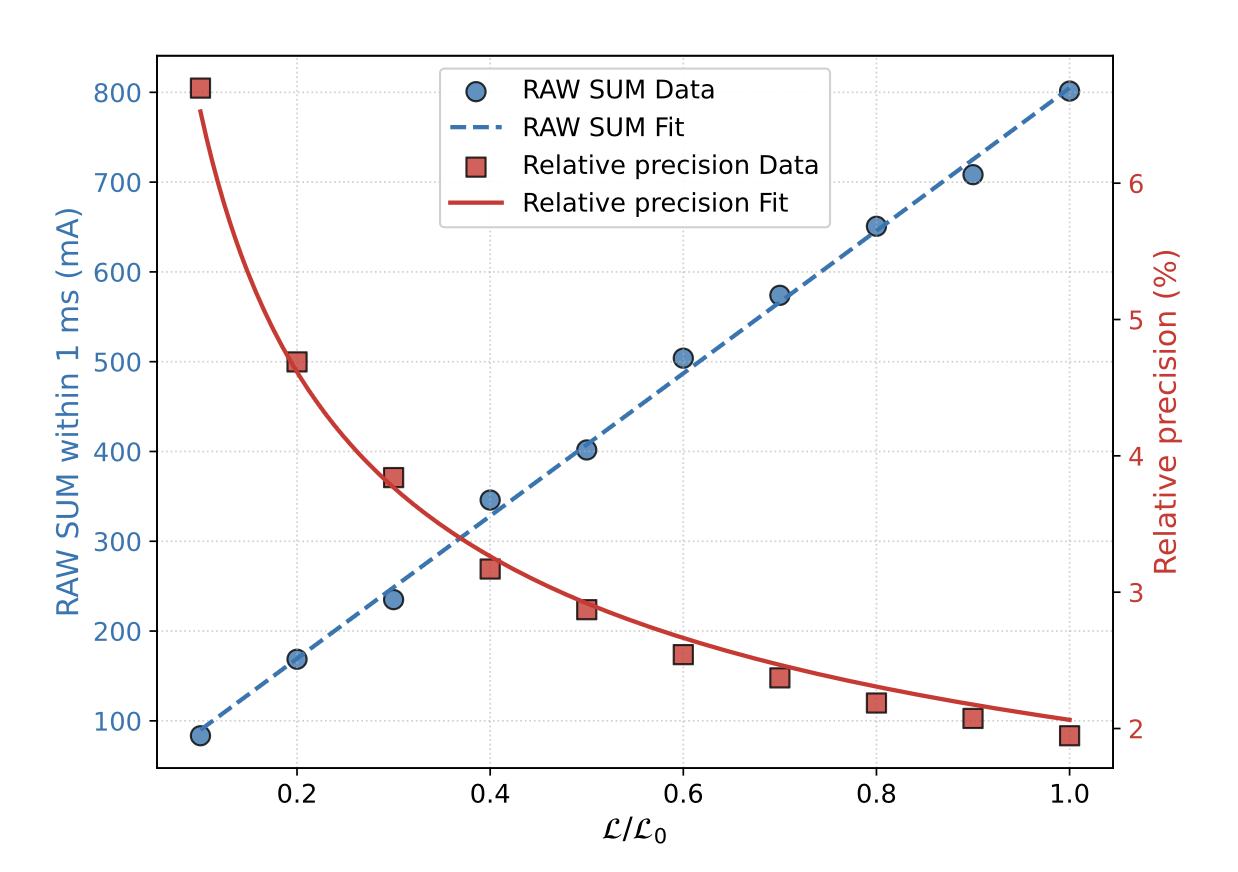 RAW SUM Data
RAW SUM Fit
Relative precision Data
Relative precision Fit
RAW SUM within 1 ms (mA)
800
700
600
500
400
300
200
100
Relative precision (%)
6
5
4
3
2
0.2 0.4 0.6 0.8 1.0
ℒ/ℒ₀